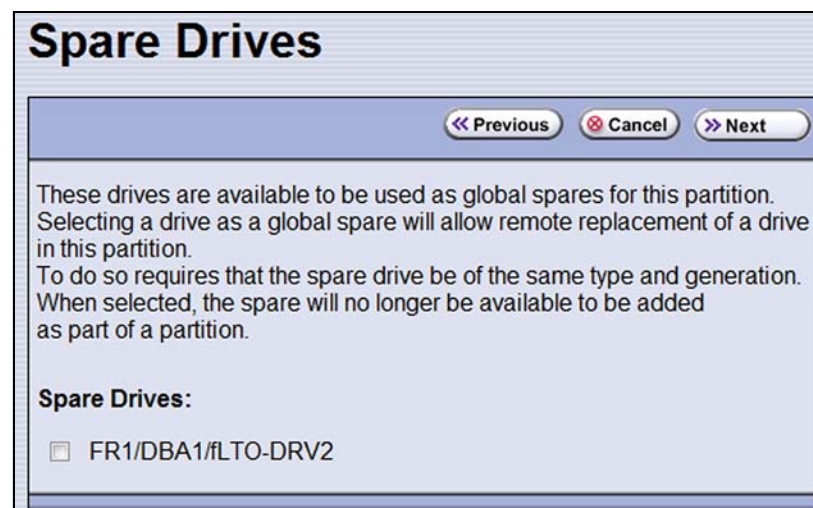 Spare Drives
Previous Cancel Next
These drives are available to be used as global spares for this partition.
Selecting a drive as a global spare will allow remote replacement of a drive
in this partition.
To do so requires that the spare drive be of the same type and generation.
When selected, the spare will no longer be available to be added
as part of a partition.
Spare Drives:
FR1/DBA1/fLTO-DRV2